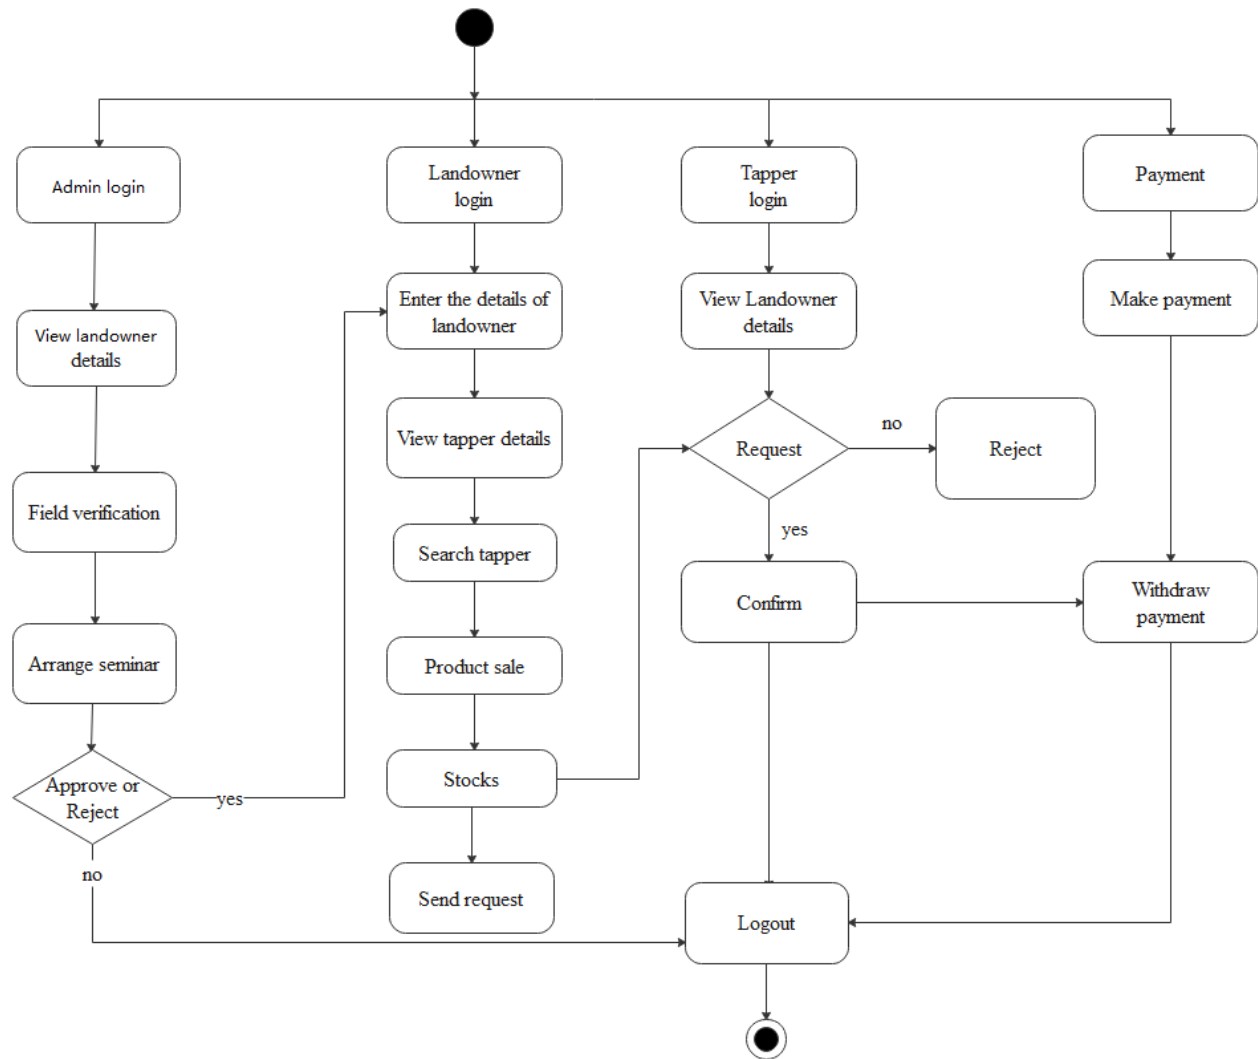 Admin login
Landowner
login
Tapper
login
Payment
Enter the details of
landowner
View Landowner
details
Make payment
View landowner
details
View tapper details
Request
no
Reject
Field verification
yes
Search tapper
Confirm
Withdraw
payment
Arrange seminar
Product sale
Approve or
Reject
yes
Stocks
no
Send request
Logout